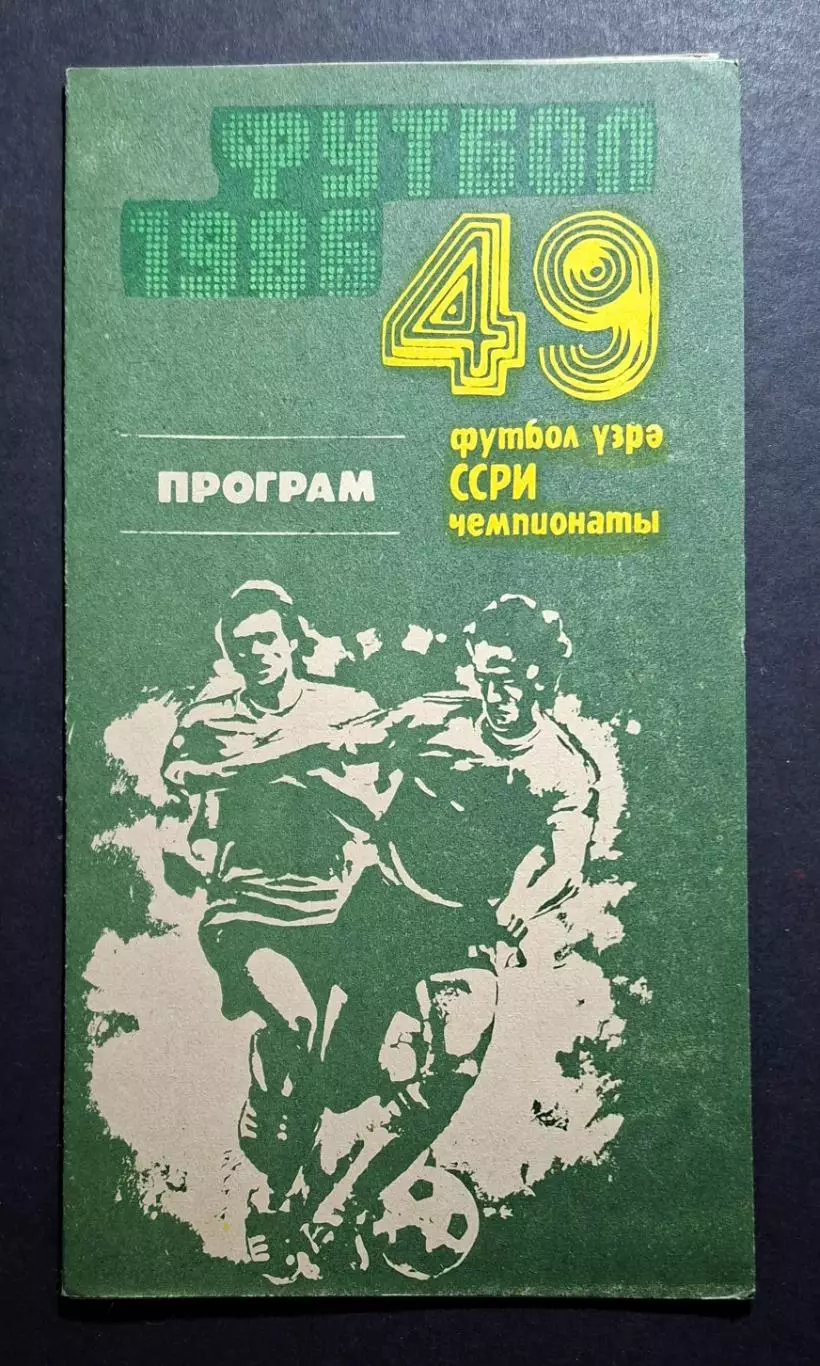 ФУТБОЛ
1986
49
футбол үзрә
ССРИ
чемпионаты
ПРОГРАМ